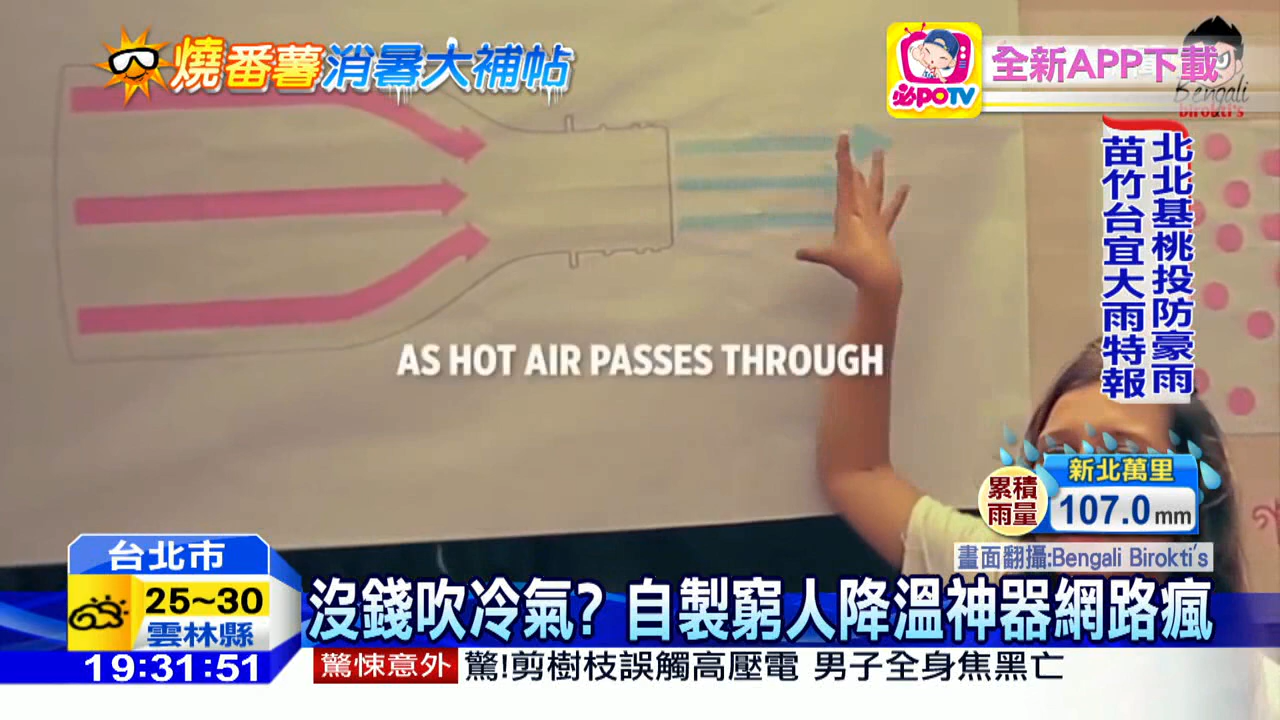 燒番薯消暑大補帖
必POTV
全新APP下載
Bengali
birokti's
北北基桃投防豪雨
苗竹台宜大雨特報
AS HOT AIR PASSES THROUGH
累積雨量
新北萬里
107.0mm
畫面翻攝:Bengali Birokti's
台北市
25~30
雲林縣
沒錢吹冷氣? 自製窮人降溫神器網路瘋
19:31:51
驚悚意外 驚!剪樹枝誤觸高壓電 男子全身焦黑亡